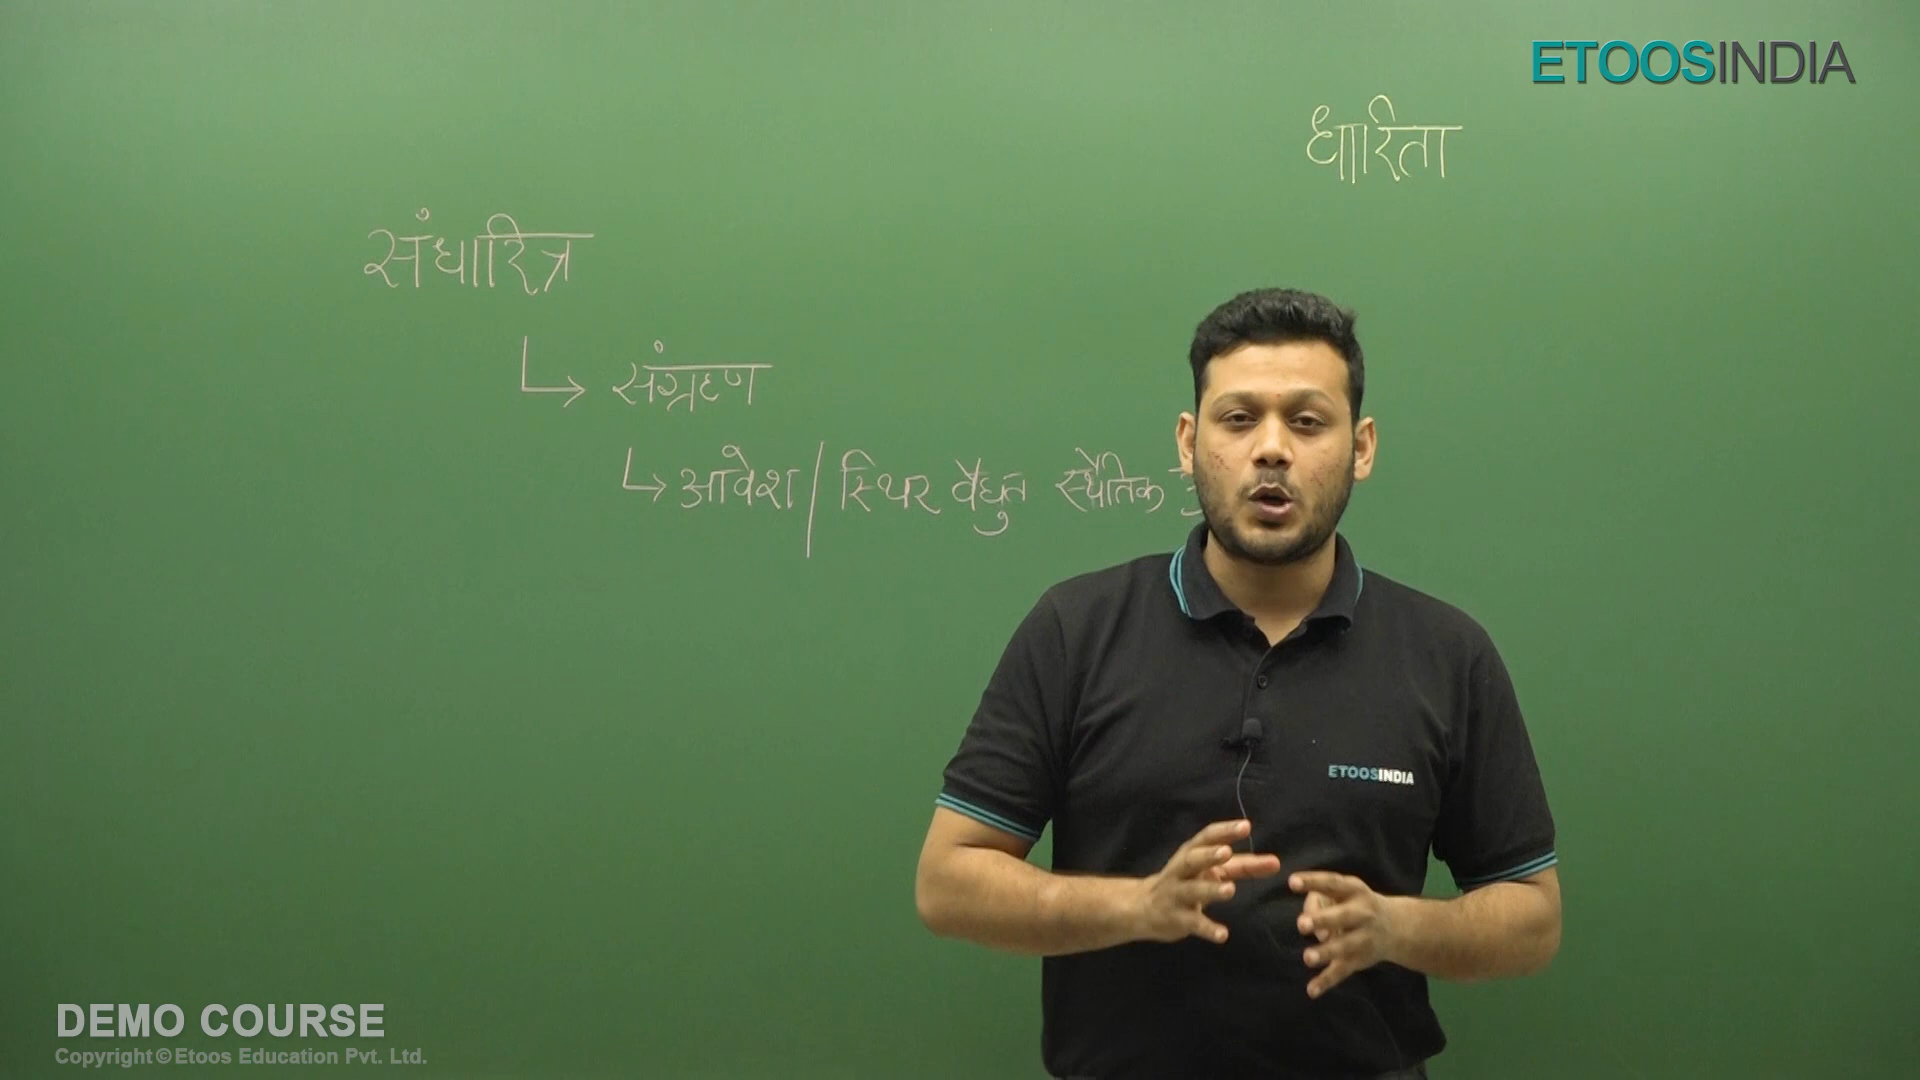 ETOOSINDIA
धारिता
संधारित्र
संग्रहण
आवेश / स्थिर वैद्युत स्थैतिक
ETOOSINDIA
DEMO COURSE
Copyright © Etoos Education Pvt. Ltd.